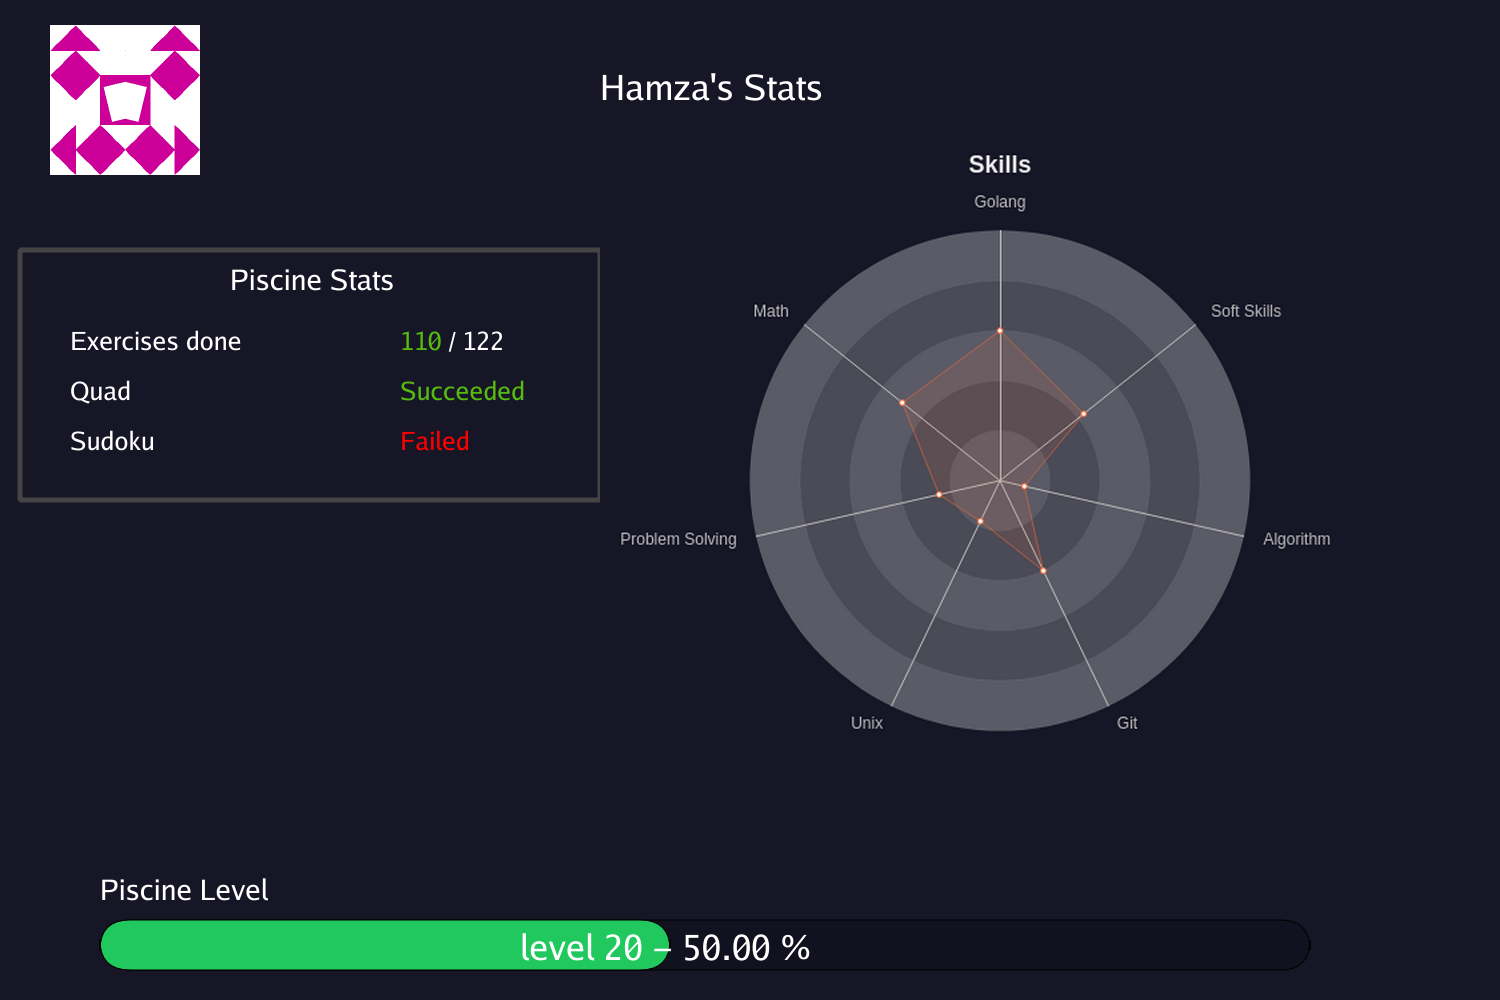 Hamza's Stats
Skills
Golang
Soft Skills
Algorithm
Git
Unix
Problem Solving
Math
Piscine Stats
Exercises done 110 / 122
Quad Succeeded
Sudoku Failed
Piscine Level
level 20 – 50.00 %